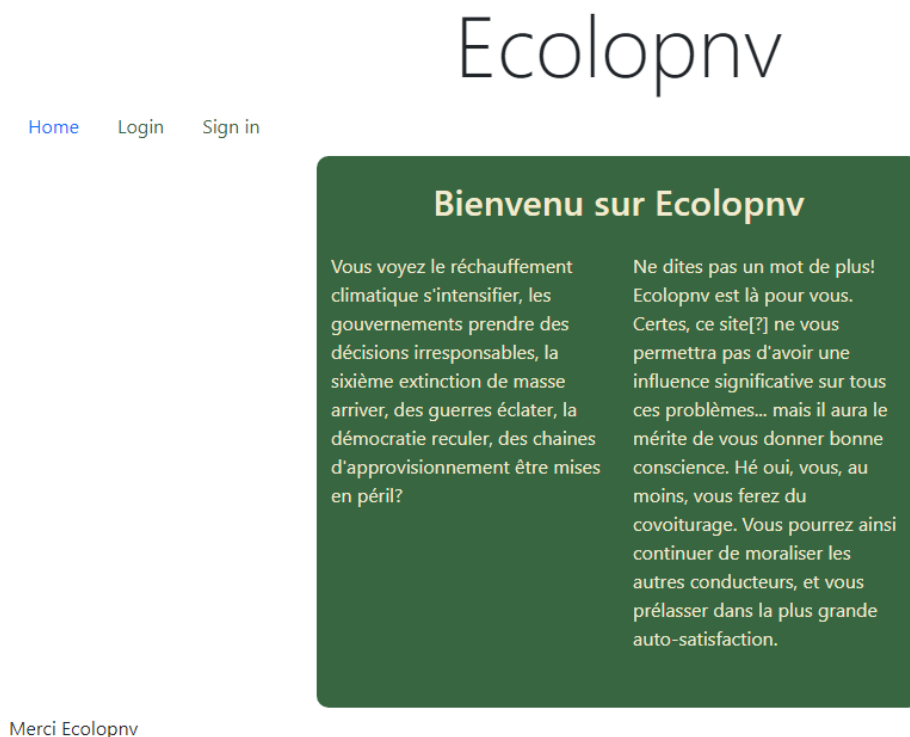 Ecolopnv
Home Login Sign in
Bienvenu sur Ecolopnv
Vous voyez le réchauffement
climatique s'intensifier, les
gouvernements prendre des
décisions irresponsables, la
sixième extinction de masse
arriver, des guerres éclater, la
démocratie reculer, des chaines
d'approvisionnement être mises
en péril?
Ne dites pas un mot de plus!
Ecolopnv est là pour vous.
Certes, ce site[?] ne vous
permettra pas d'avoir une
influence significative sur tous
ces problèmes... mais il aura le
mérite de vous donner bonne
conscience. Hé oui, vous, au
moins, vous ferez du
covoiturage. Vous pourrez ainsi
continuer de moraliser les
autres conducteurs, et vous
prélasser dans la plus grande
auto-satisfaction.
Merci Ecolopnv